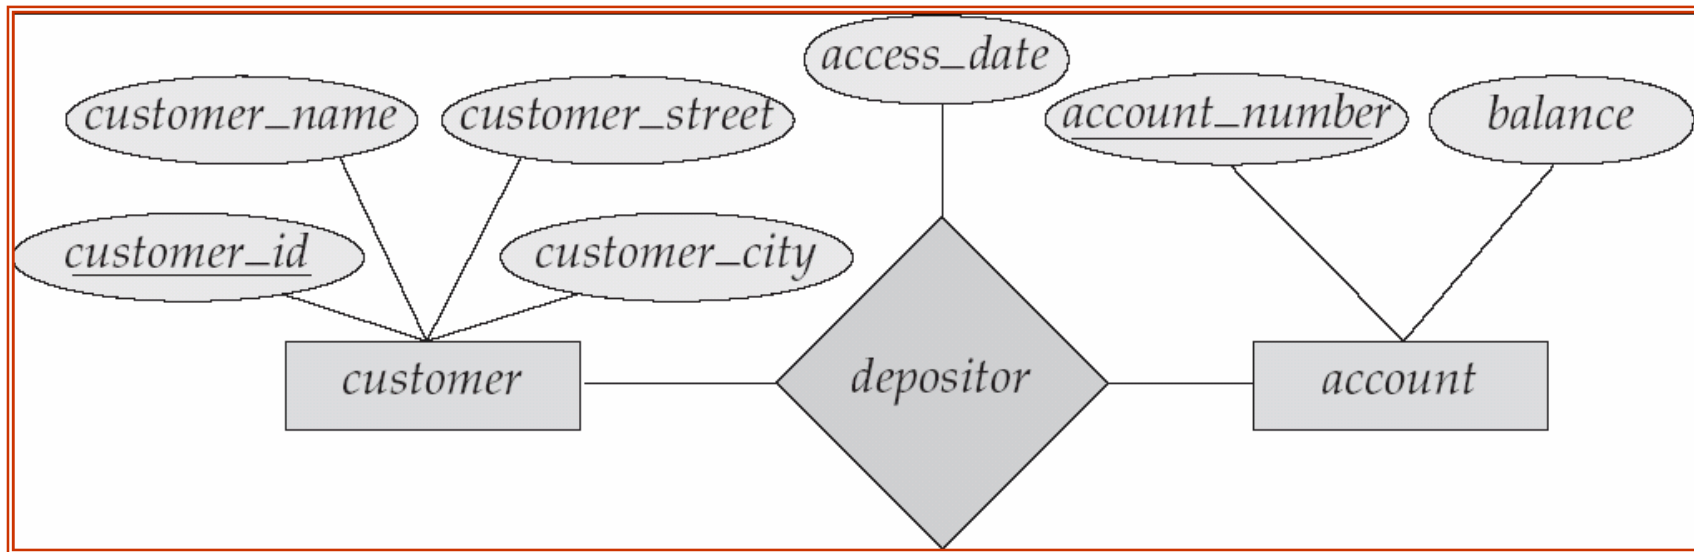 access_date
customer_name
customer_street
account_number
balance
customer_id
customer_city
customer
depositor
account